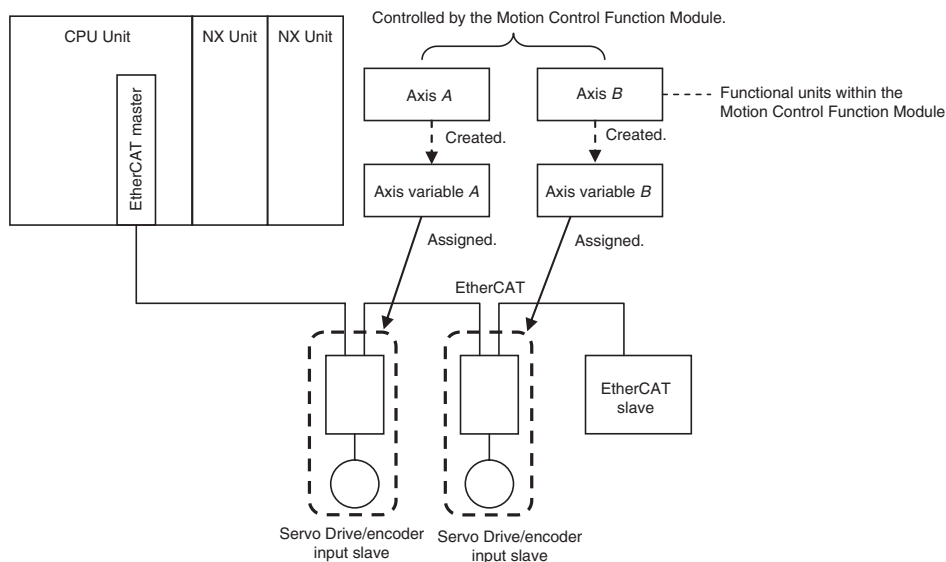 Controlled by the Motion Control Function Module.
CPU Unit
NX Unit
NX Unit
EtherCAT master
Axis A
Axis B
Functional units within the
Motion Control Function Module
Created.
Created.
Axis variable A
Axis variable B
Assigned.
Assigned.
EtherCAT
EtherCAT
slave
Servo Drive/encoder
input slave
Servo Drive/encoder
input slave